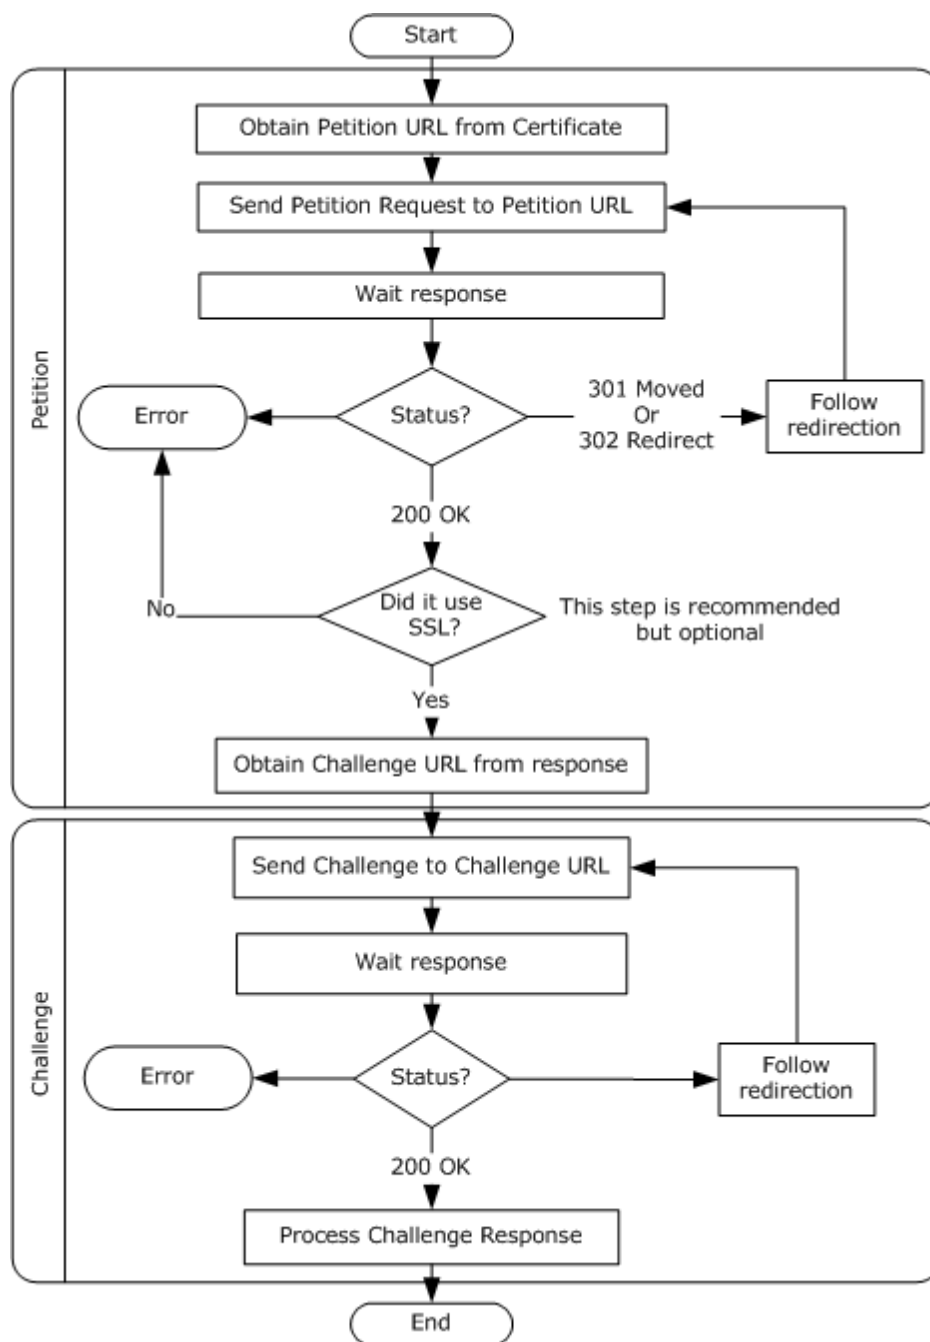 Start
Petition
Obtain Petition URL from Certificate
Send Petition Request to Petition URL
Wait response
Error
Status?
301 Moved
Or
302 Redirect
Follow
redirection
200 OK
No
Did it use
SSL?
This step is recommended
but optional
Yes
Obtain Challenge URL from response
Challenge
Send Challenge to Challenge URL
Wait response
Error
Status?
Follow
redirection
200 OK
Process Challenge Response
End